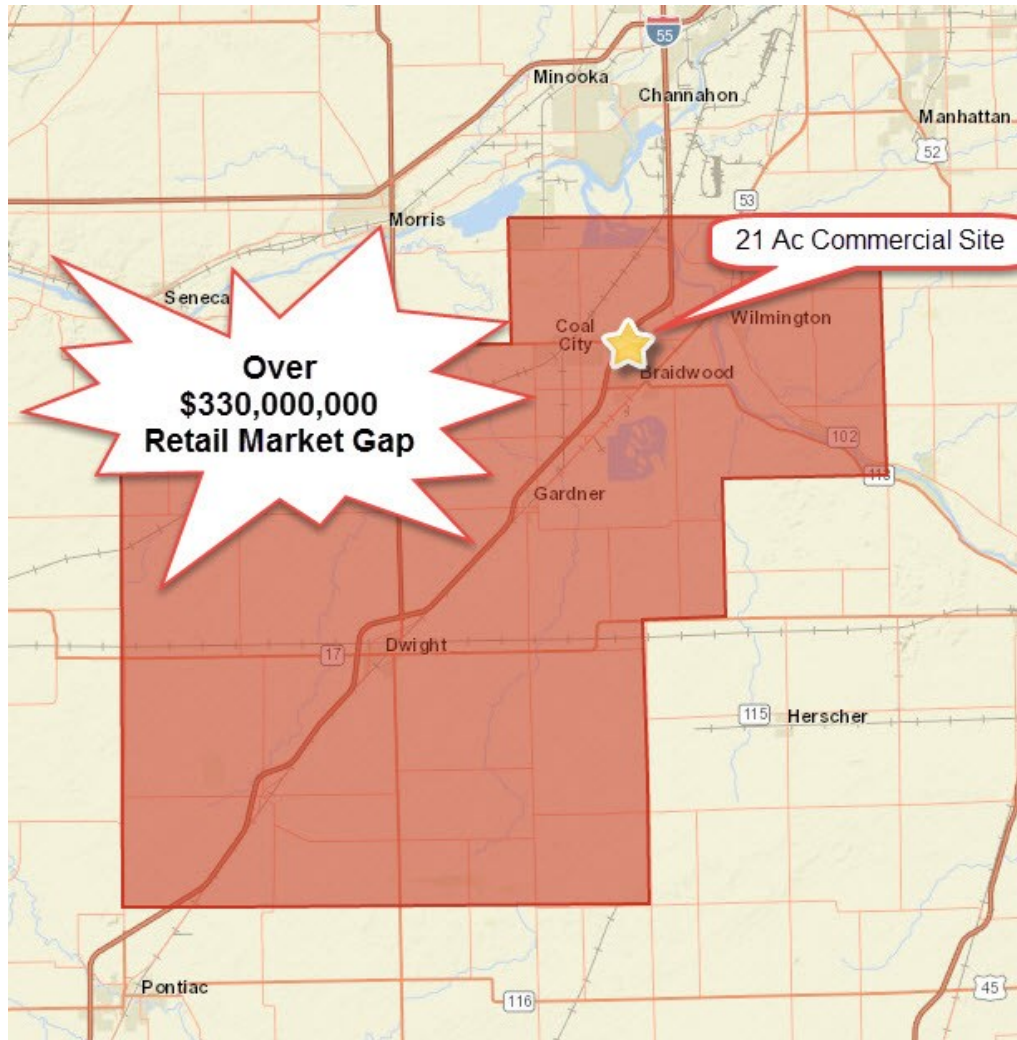 55
Minooka
Channahon
Manhattan
52
53
Morris
21 Ac Commercial Site
Seneca
Coal
City
Wilmington
Over
$330,000,000
Retail Market Gap
Braidwood
102
113
Gardner
Dwight
17
115
Herscher
Pontiac
116
45